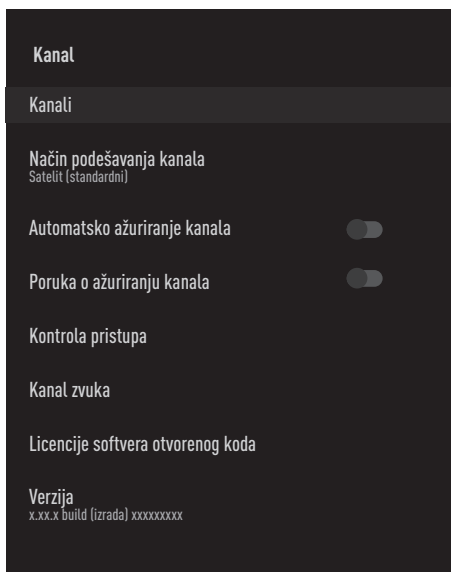 Kanal
Kanali
Način podešavanja kanala
Satelit (standardni)
Automatsko ažuriranje kanala
Poruka o ažuriranju kanala
Kontrola pristupa
Kanal zvuka
Licencije softvera otvorenog koda
Verzija
x.xx.x build (izrada) xxxxxxxxx